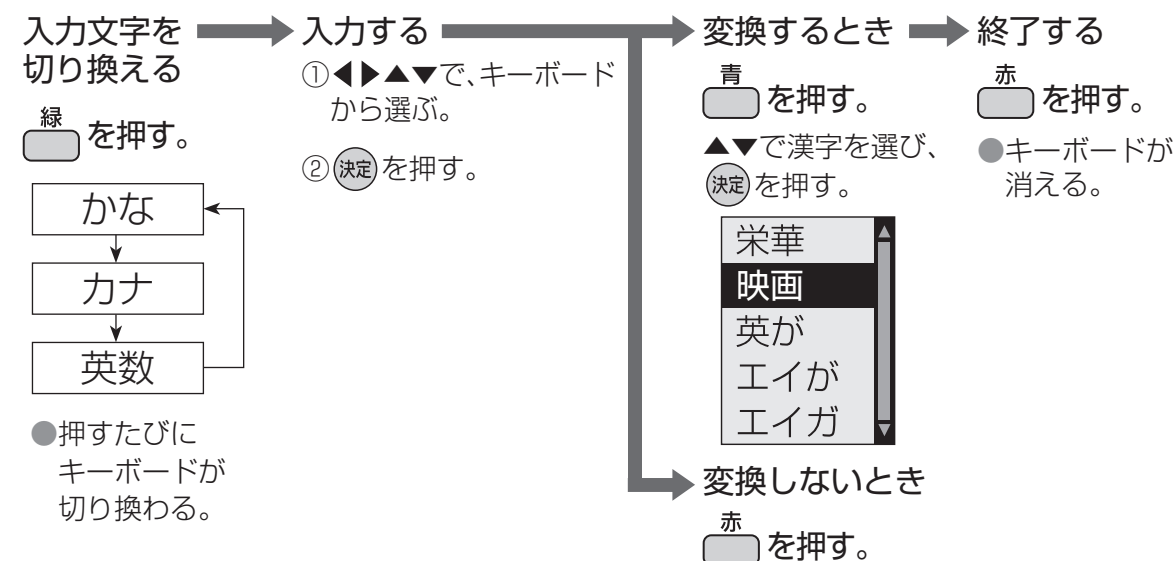 入力文字を
切り換える
緑
を押す。
かな
カナ
英数
●押すたびに
キーボードが
切り換わる。
入力する
①◀▶▲▼で、キーボード
から選ぶ。
②決定を押す。
変換するとき
青
を押す。
▲▼で漢字を選び、
決定を押す。
栄華
映画
英が
エイが
エイガ
変換しないとき
赤
を押す。
終了する
赤
を押す。
●キーボードが
消える。